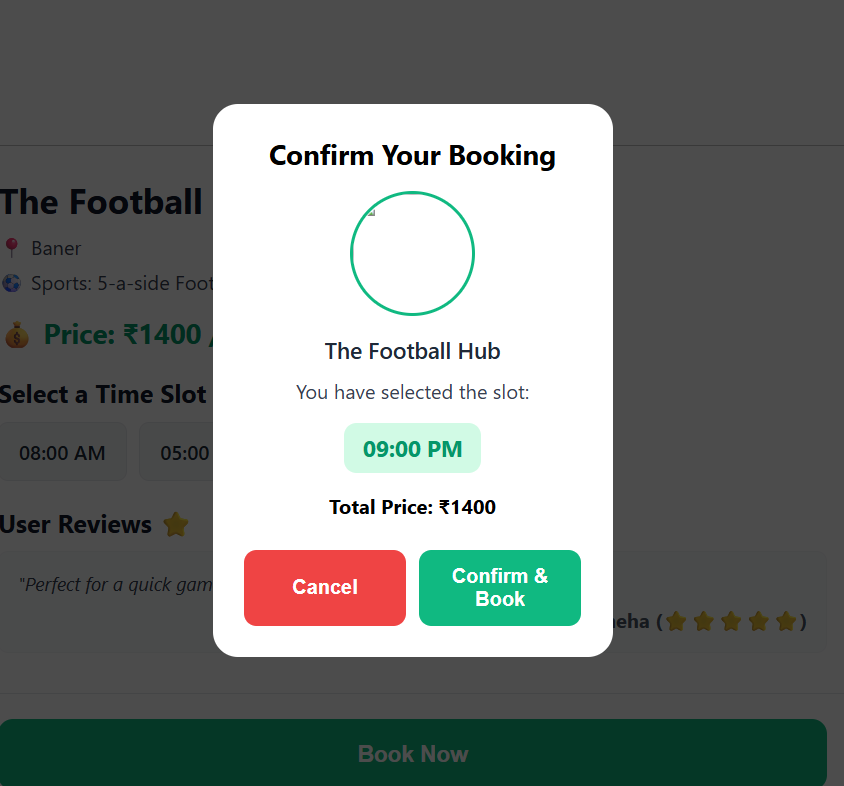 Confirm Your Booking
The Football
📍 Baner
⚽ Sports: 5-a-side Foot
💰 Price: ₹1400
The Football Hub
Select a Time Slot
You have selected the slot:
08:00 AM
05:00
09:00 PM
Total Price: ₹1400
User Reviews ⭐
"Perfect for a quick gam
Cancel
Confirm &
Book
eha (⭐⭐⭐⭐⭐)
Book Now